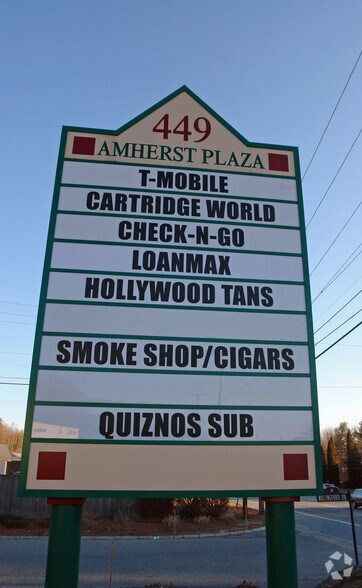 449
AMHERST PLAZA
T-MOBILE
CARTRIDGE WORLD
CHECK-N-GO
LOANMAX
HOLLYWOOD TANS
SMOKE SHOP/CIGARS
QUIZNOS SUB